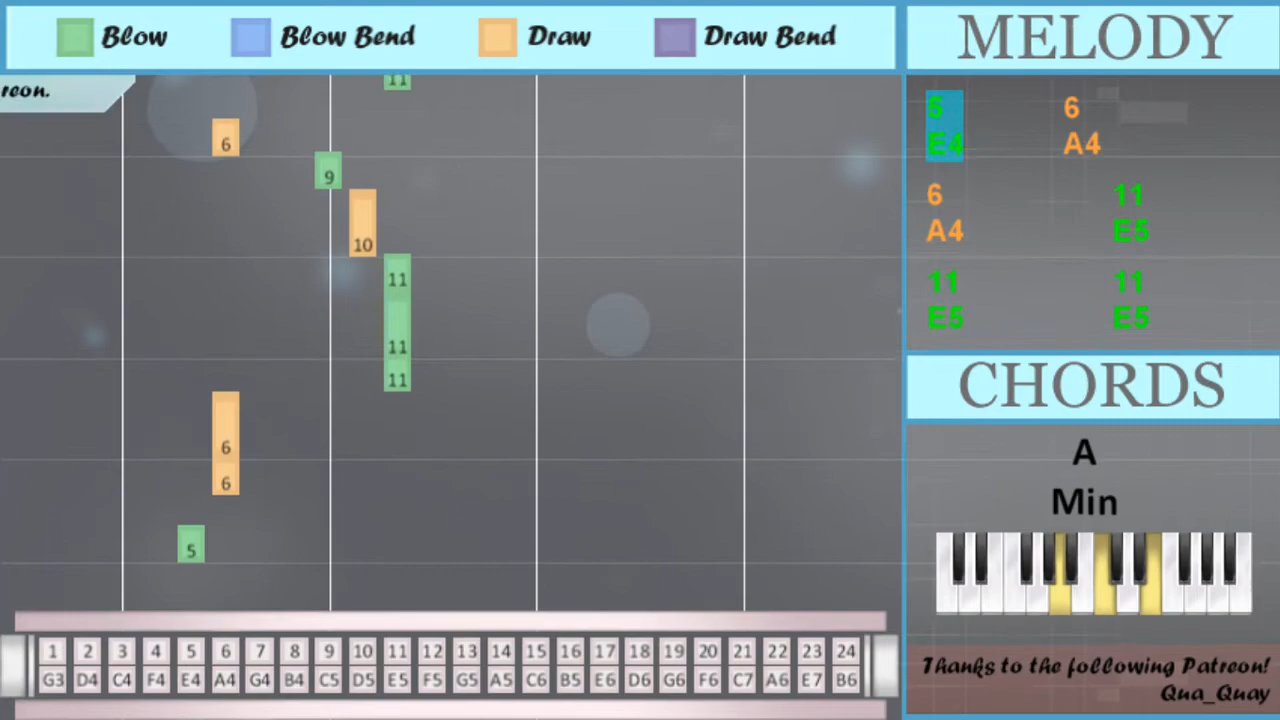 Blow Blow Bend Draw Draw Bend
MELODY
reon.
11
6
9
10
11
11
11
6
6
5
5 6
E4 A4
6 11
A4 E5
11 11
E5 E5
CHORDS
A
Min
Thanks to the following Patreon!
Qua_Quay
1 2 3 4 5 6 7 8 9 10 11 12 13 14 15 16 17 18 19 20 21 22 23 24
G3 D4 C4 F4 E4 A4 G4 B4 C5 D5 E5 F5 G5 A5 C6 B5 E6 D6 G6 F6 C7 A6 E7 B6